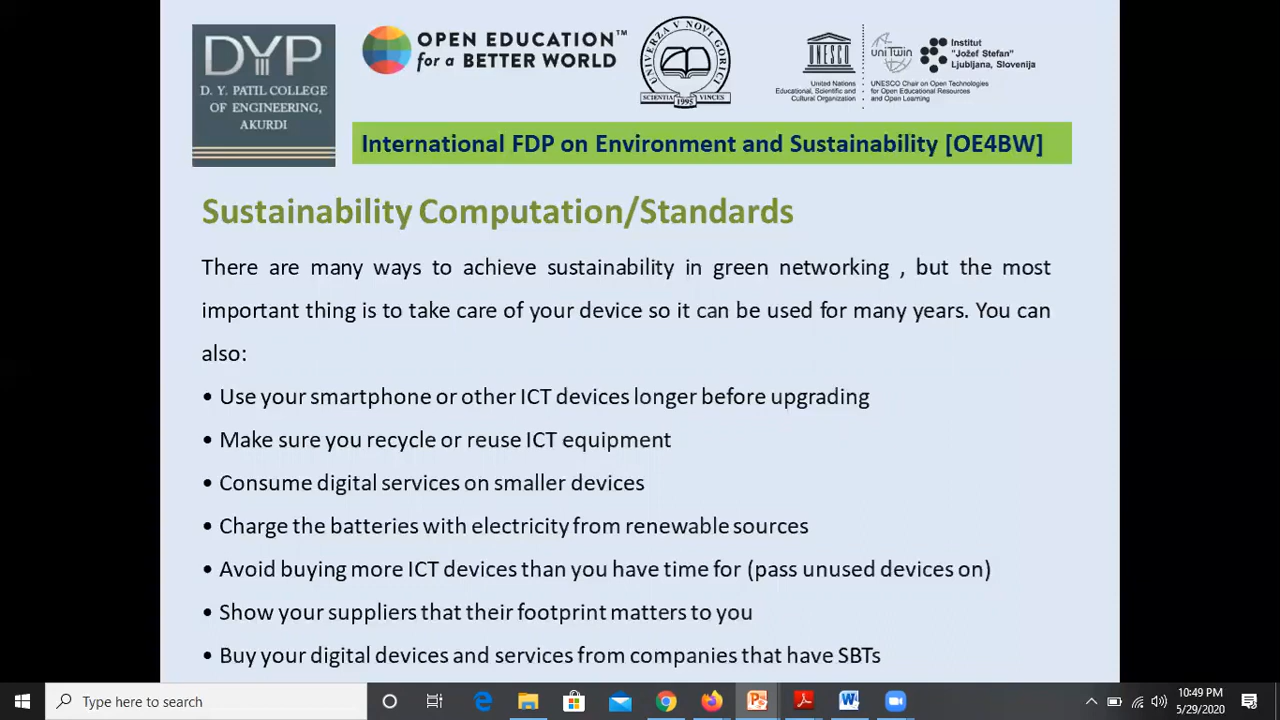 DYP
D. Y. PATIL COLLEGE
OF ENGINEERING,
AKURDI
OPEN EDUCATION™
for a BETTER WORLD
UNIVERZA V NOVI GORICI
SCIENTIA VINCES
1995
UNESCO
United Nations
Educational, Scientific and
Cultural Organization
uniTwin
Institut
"Jožef Stefan"
Ljubljana, Slovenija
UNESCO Chair on Open Technologies
for Open Educational Resources
and Open Learning
International FDP on Environment and Sustainability [OE4BW]
Sustainability Computation/Standards
There are many ways to achieve sustainability in green networking , but the most
important thing is to take care of your device so it can be used for many years. You can
also:
• Use your smartphone or other ICT devices longer before upgrading
• Make sure you recycle or reuse ICT equipment
• Consume digital services on smaller devices
• Charge the batteries with electricity from renewable sources
• Avoid buying more ICT devices than you have time for (pass unused devices on)
• Show your suppliers that their footprint matters to you
• Buy your digital devices and services from companies that have SBTs
Type here to search
10:49 PM
5/29/2020